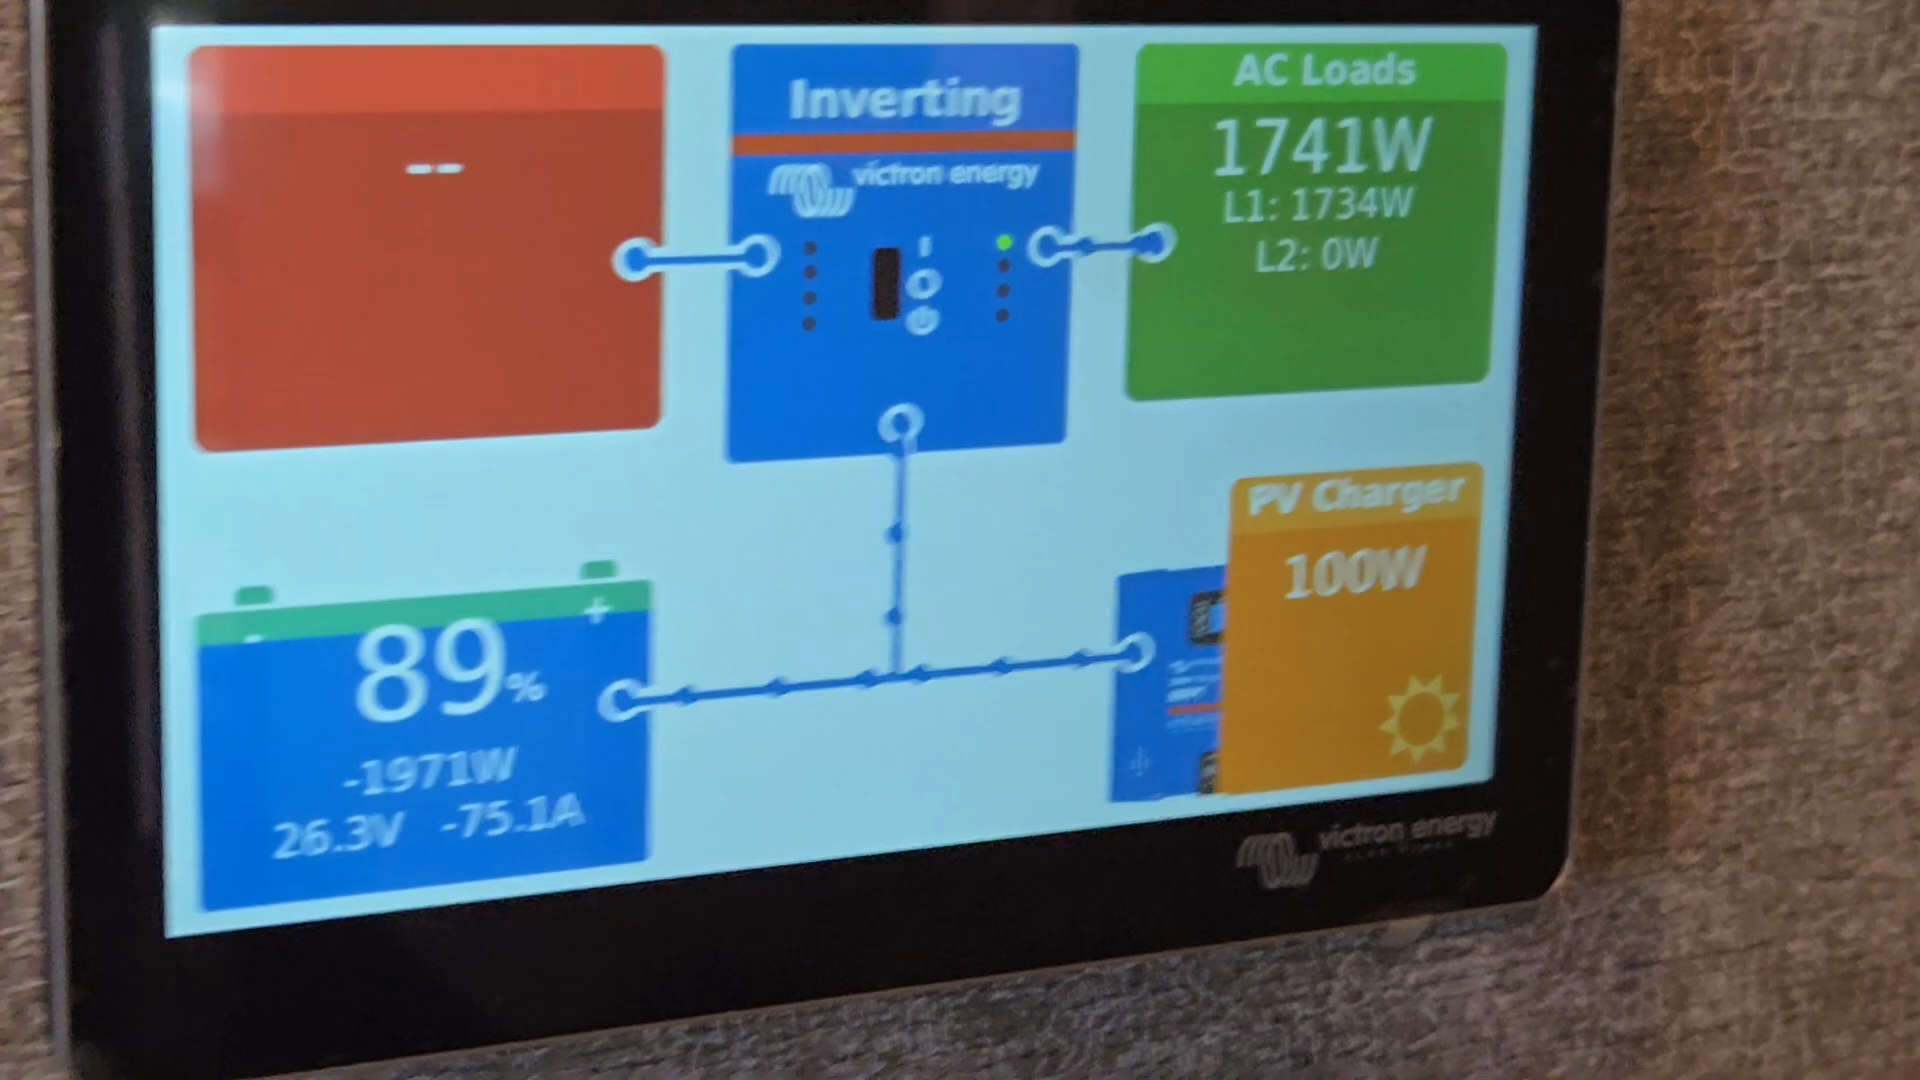 --
Inverting
victron energy
AC Loads
1741W
L1: 1734W
L2: 0W
PV Charger
100W
89%
-1971W
26.3V -75.1A
victron energy